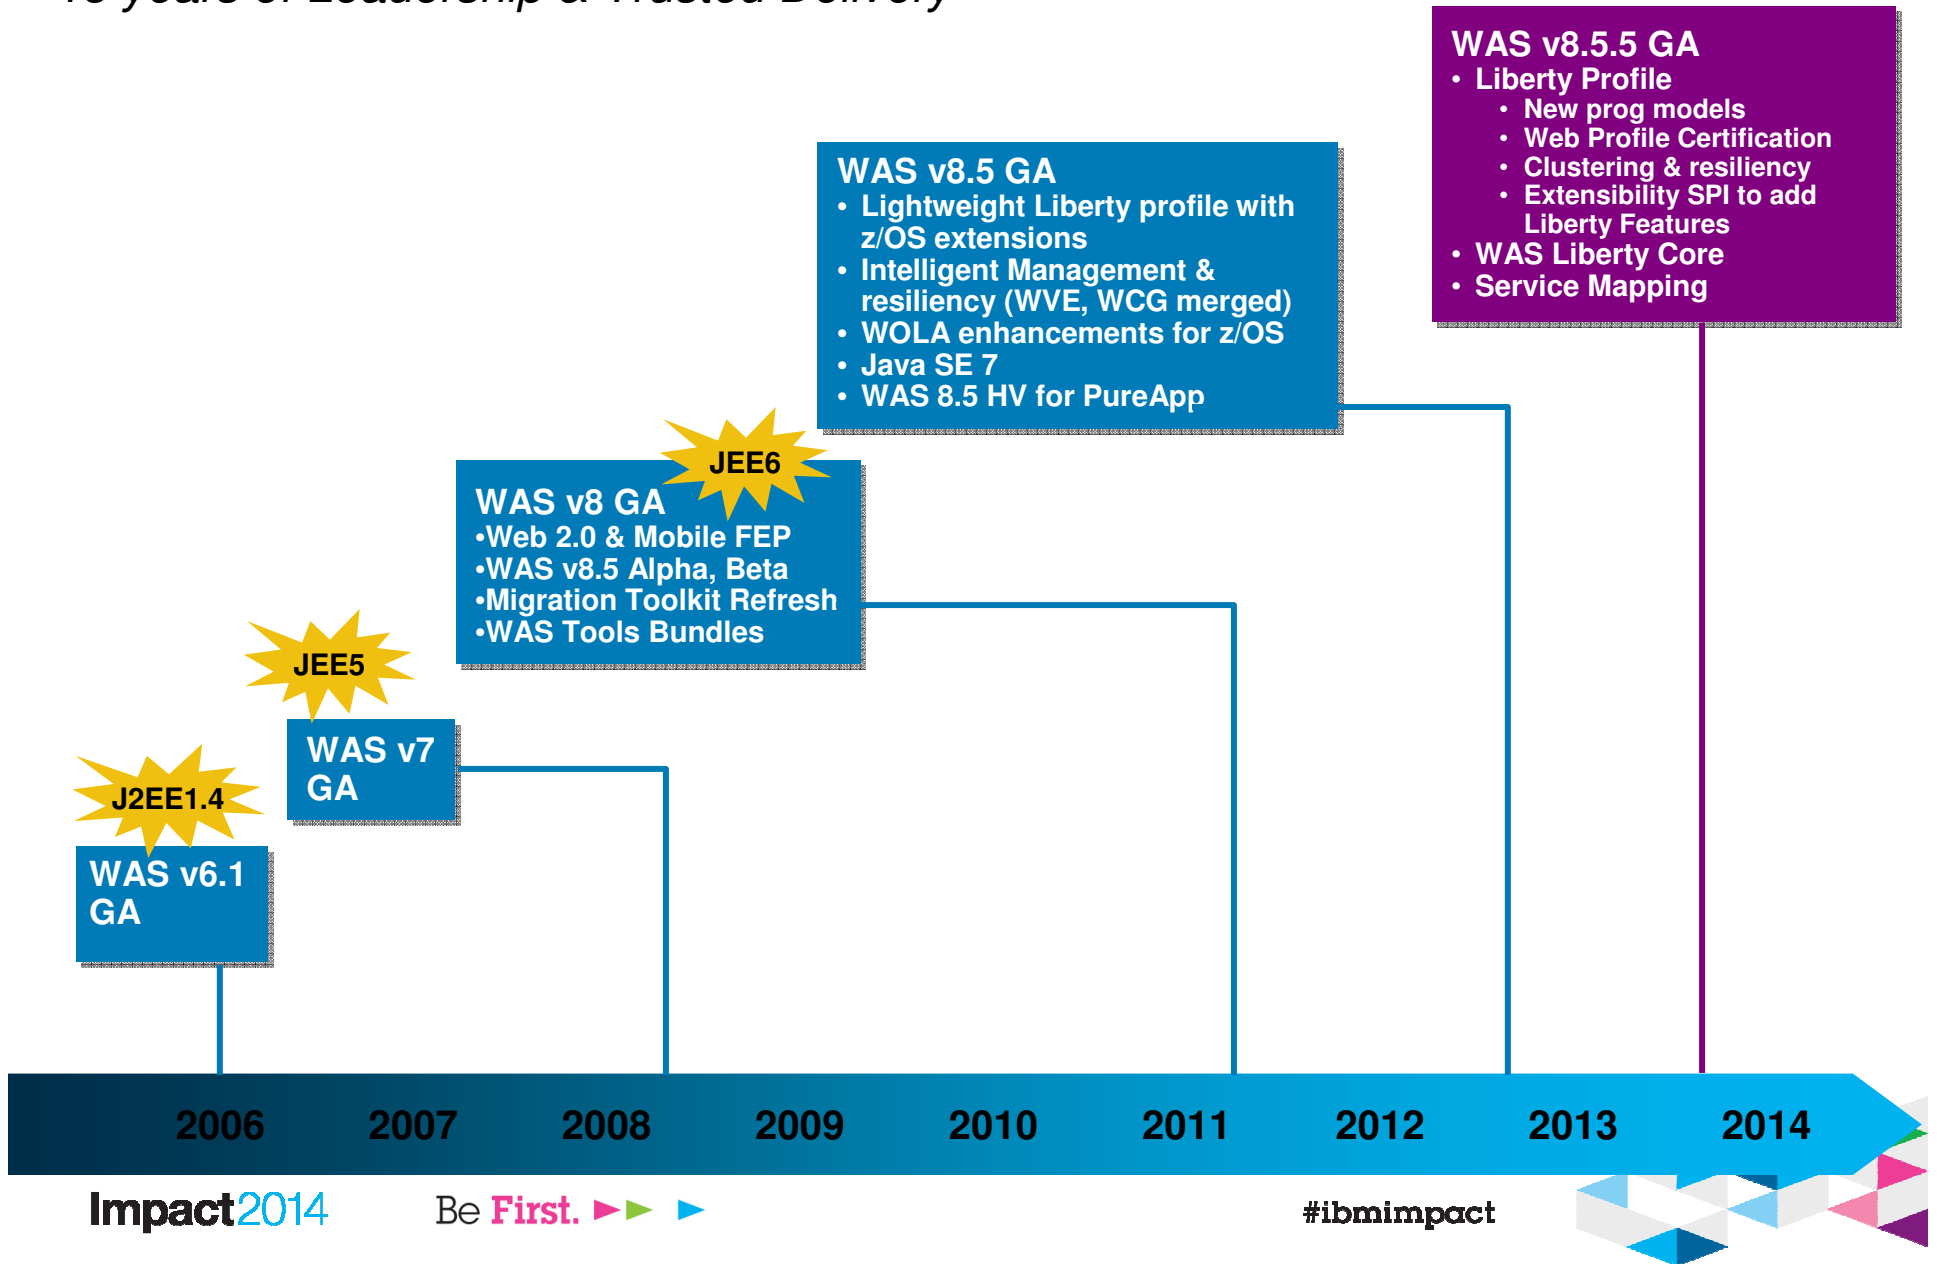 years of Leadership & Trusted Delivery
WAS v8.5.5 GA
• Liberty Profile
• New prog models
• Web Profile Certification
• Clustering & resiliency
• Extensibility SPI to add
Liberty Features
• WAS Liberty Core
• Service Mapping
WAS v8.5 GA
• Lightweight Liberty profile with
z/OS extensions
• Intelligent Management &
resiliency (WVE, WCG merged)
• WOLA enhancements for z/OS
• Java SE 7
• WAS 8.5 HV for PureApp
JEE6
WAS v8 GA
•Web 2.0 & Mobile FEP
•WAS v8.5 Alpha, Beta
•Migration Toolkit Refresh
•WAS Tools Bundles
JEE5
WAS v7
GA
J2EE1.4
WAS v6.1
GA
2006 2007 2008 2009 2010 2011 2012 2013 2014
Impact2014 Be First. #ibmimpact